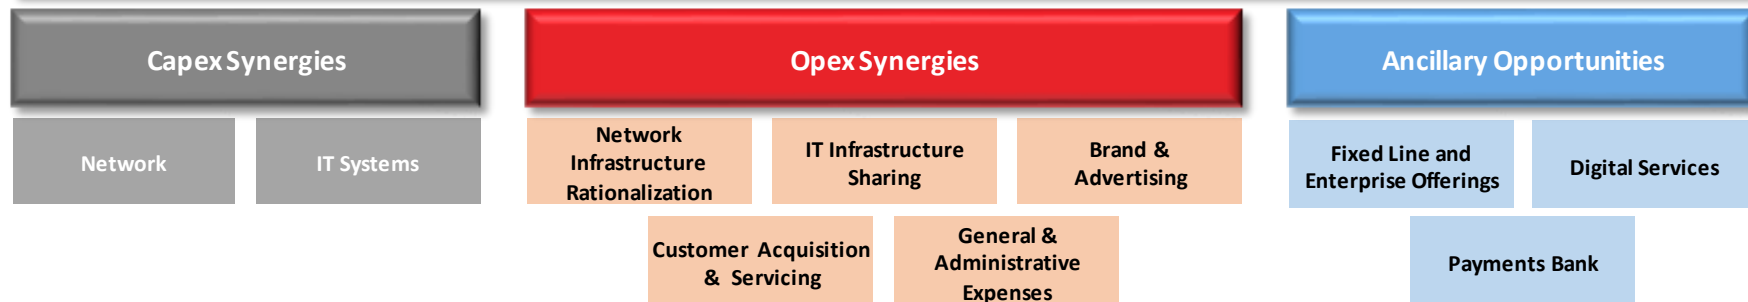 Capex Synergies
Opex Synergies
Ancillary Opportunities
Network
IT Systems
Network
Infrastructure
Rationalization
IT Infrastructure
Sharing
Brand &
Advertising
Fixed Line and
Enterprise Offerings
Digital Services
Customer Acquisition
& Servicing
General &
Administrative
Expenses
Payments Bank